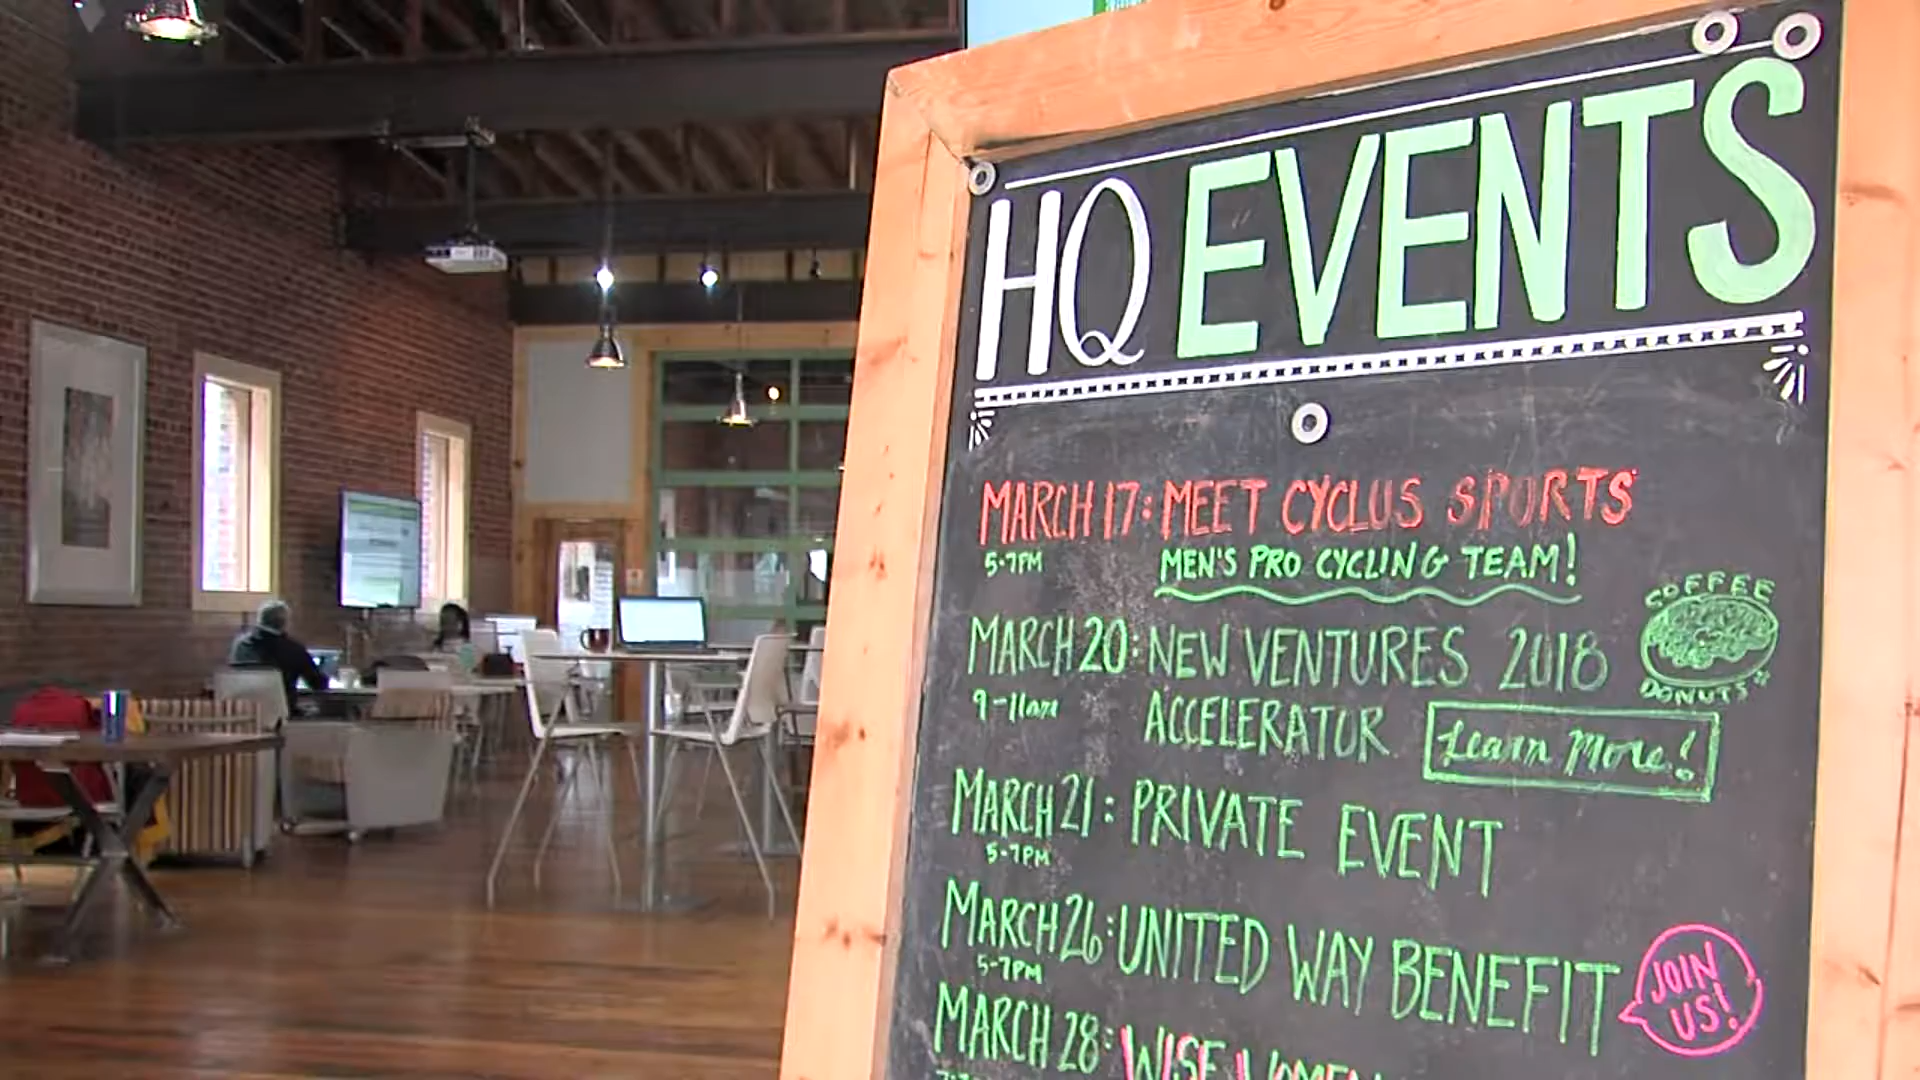 HQ EVENTS
MARCH 17: MEET CYCLUS SPORTS
5-7PM MEN'S PRO CYCLING TEAM!
MARCH 20: NEW VENTURES 2018
9-11am ACCELERATOR
COFFEE
DONUTS
Learn More!
MARCH 21: PRIVATE EVENT
5-7PM
MARCH 26: UNITED WAY BENEFIT
5-7PM
JOIN
US!
MARCH 28: WISE WOMEN